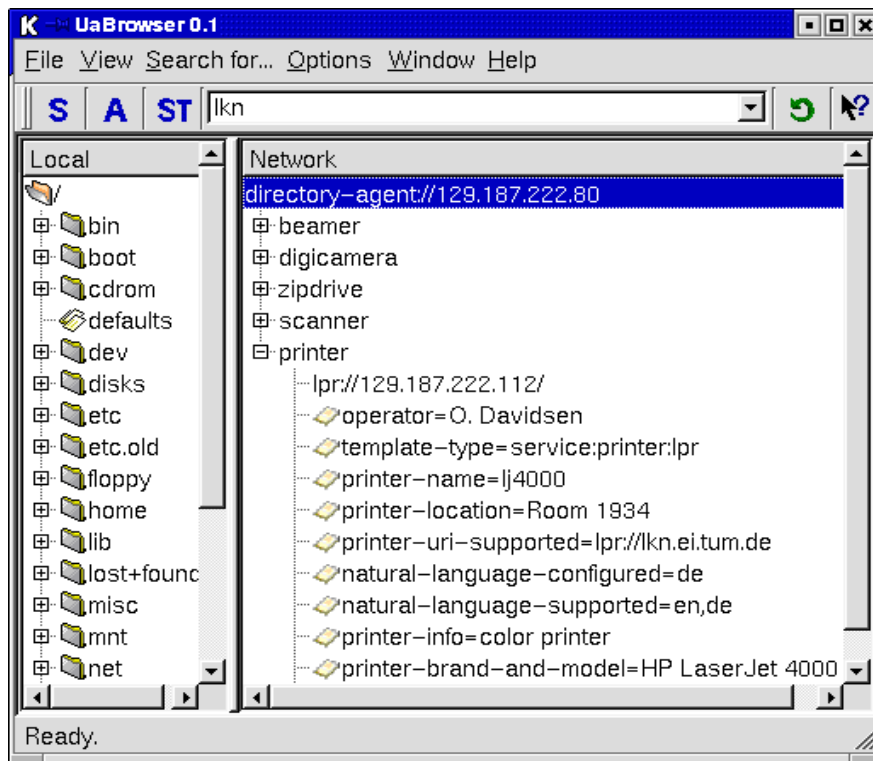 UaBrowser 0.1
File View Search for... Options Window Help
S A ST lkn
Local
/
bin
boot
cdrom
defaults
dev
disks
etc
etc.old
floppy
home
lib
lost+found
misc
mnt
net
Network
directory-agent://129.187.222.80
beamer
digicamera
zipdrive
scanner
printer
lpr://129.187.222.112/
operator=O. Davidsen
template-type=service:printer:lpr
printer-name=lj4000
printer-location=Room 1934
printer-uri-supported=lpr://lkn.ei.tum.de
natural-language-configured=de
natural-language-supported=en,de
printer-info=color printer
printer-brand-and-model=HP LaserJet 4000
Ready.